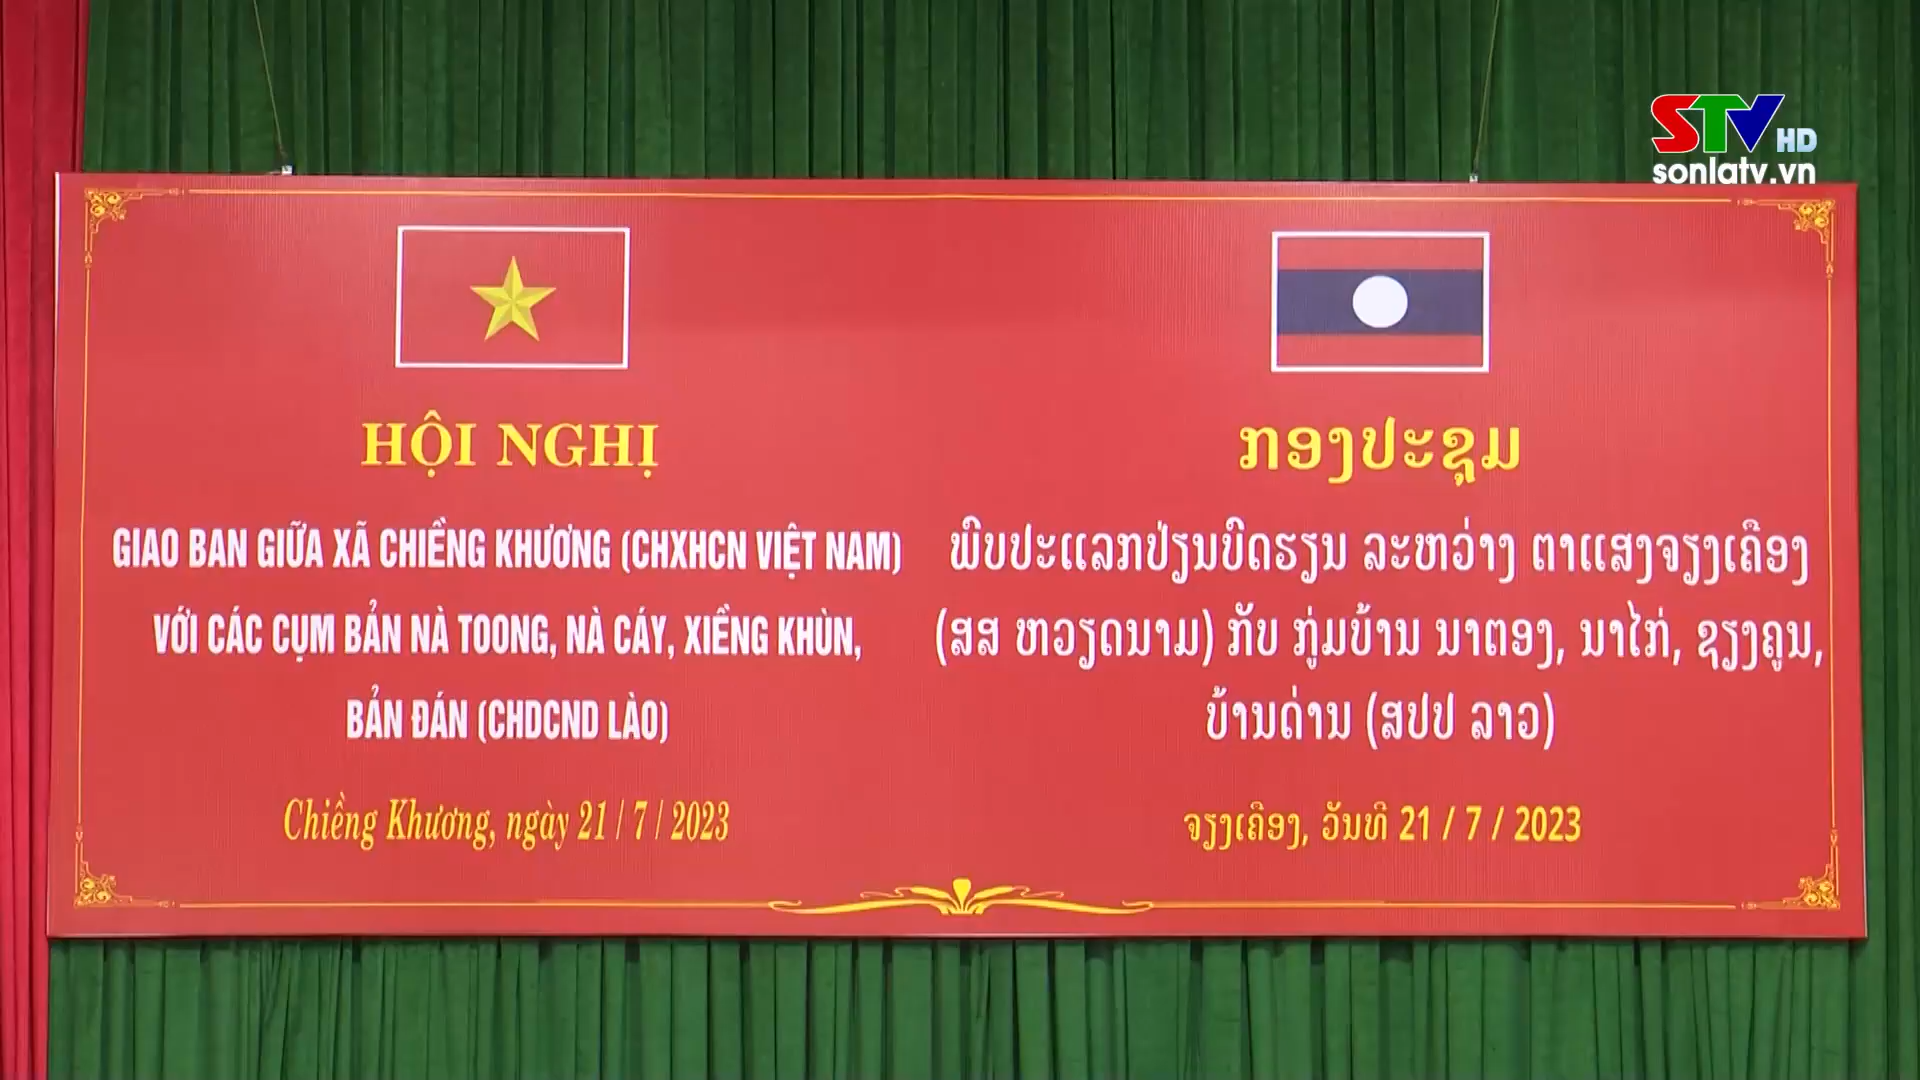 STV HD
sonlatv.vn
HỘI NGHỊ
GIAO BAN GIỮA XÃ CHIỀNG KHƯƠNG (CHXHCN VIỆT NAM)
VỚI CÁC CỤM BẢN NÀ TOONG, NÀ CÁY, XIỀNG KHÙN,
BẢN ĐÁN (CHDCND LÀO)
Chiềng Khương, ngày 21 / 7 / 2023
ກອງປະຊຸມ
ພົບປະແລກປ່ຽນບົດຮຽນ ລະຫວ່າງ ຕາແສງຈຽງເຄືອງ
(ສສ ຫວຽດນາມ) ກັບ ກຸ່ມບ້ານ ນາຕອງ, ນາໄກ່, ຊຽງຄູນ,
ບ້ານດ່ານ (ສປປ ລາວ)
ຈຽງເຄືອງ, ວັນທີ 21 / 7 / 2023